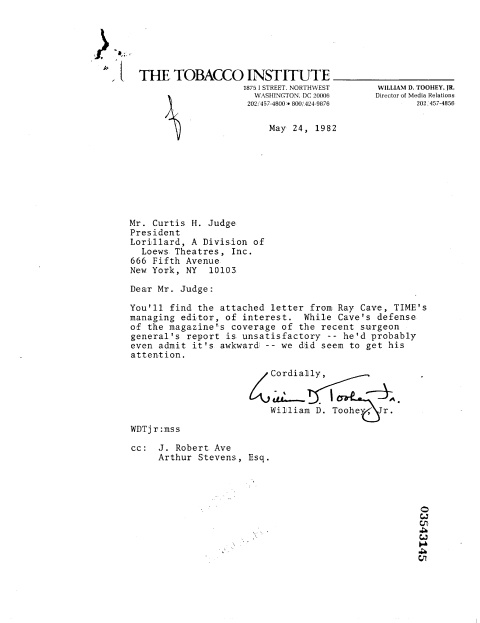 THE TOBACCO INSTITUTE
1875 I STREET, NORTHWEST
WASHINGTON, DC 20006
202/457-4800 • 800/424-9876
WILLIAM D. TOOHEY, JR.
Director of Media Relations
202/457-4856
May 24, 1982
Mr. Curtis H. Judge
President
Lorillard, A Division of
Loews Theatres, Inc.
666 Fifth Avenue
New York, NY 10103
Dear Mr. Judge:
You'll find the attached letter from Ray Cave, TIME's
managing editor, of interest. While Cave's defense
of the magazine's coverage of the recent surgeon
general's report is unsatisfactory -- he'd probably
even admit it's awkward -- we did seem to get his
attention.
Cordially,
William D. Toohey, Jr.
William D. Toohey, Jr.
WDTjr:mss
cc: J. Robert Ave
Arthur Stevens, Esq.
03543145